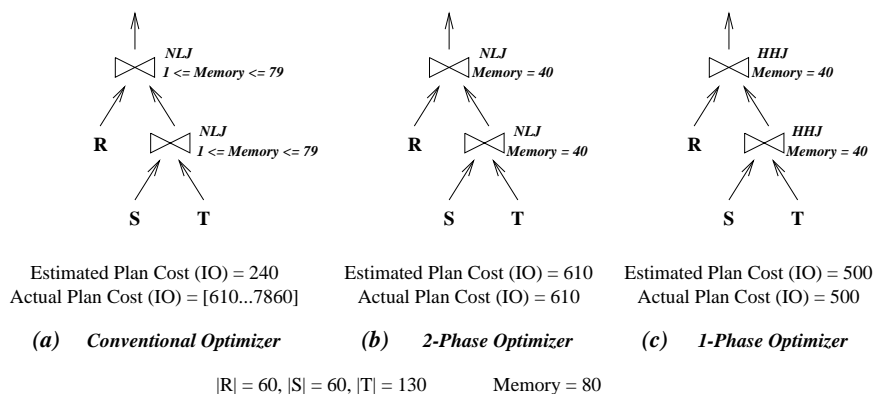 NLJ
1 <= Memory <= 79
R
NLJ
1 <= Memory <= 79
S T
Estimated Plan Cost (IO) = 240
Actual Plan Cost (IO) = [610...7860]
(a) Conventional Optimizer
NLJ
Memory = 40
R
NLJ
Memory = 40
S T
Estimated Plan Cost (IO) = 610
Actual Plan Cost (IO) = 610
(b) 2-Phase Optimizer
HHJ
Memory = 40
R
HHJ
Memory = 40
S T
Estimated Plan Cost (IO) = 500
Actual Plan Cost (IO) = 500
(c) 1-Phase Optimizer
|R| = 60, |S| = 60, |T| = 130 Memory = 80